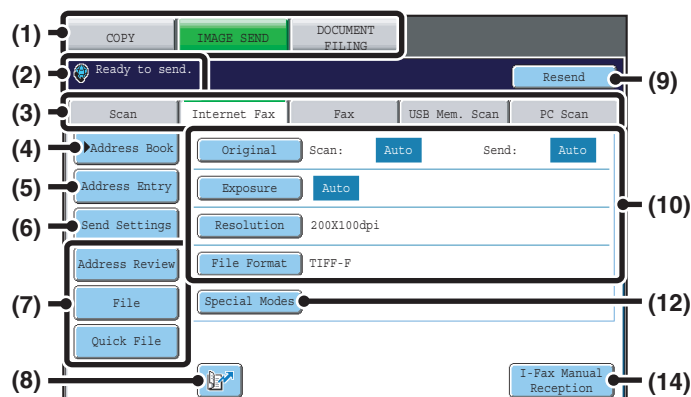 (1)
COPY
IMAGE SEND
DOCUMENT
FILING
(2)
Ready to send.
Resend
(9)
(3)
Scan
Internet Fax
Fax
USB Mem. Scan
PC Scan
(4)
Address Book
Original
Scan:
Auto
Send:
Auto
(5)
Address Entry
Exposure
Auto
(10)
(6)
Send Settings
Resolution
200X100dpi
Address Review
File Format
TIFF-F
(7)
File
Special Modes
(12)
Quick File
(8)
I-Fax Manual
Reception
(14)